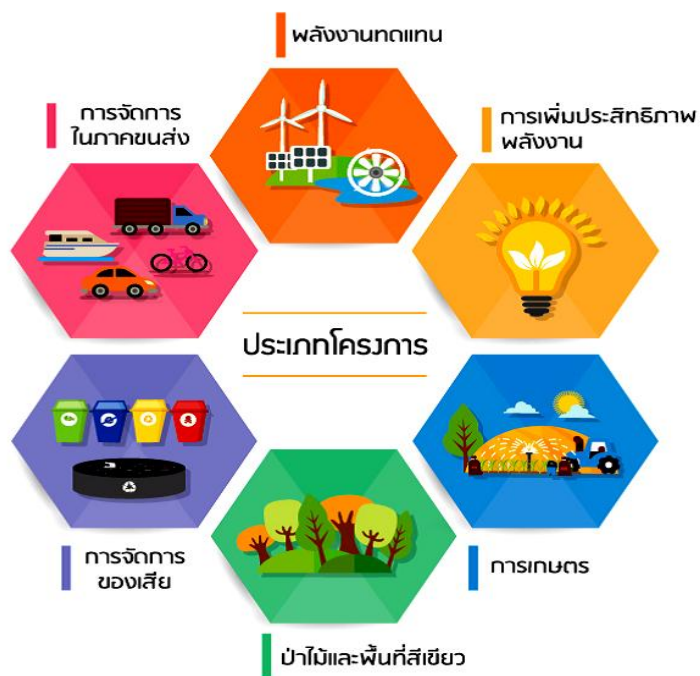 พลังงานทดแทน
การจัดการ
ในภาคขนส่ง
การเพิ่มประสิทธิภาพ
พลังงาน
ประเภทโครงการ
การจัดการ
ของเสีย
การเกษตร
ป่าไม้และพื้นที่สีเขียว